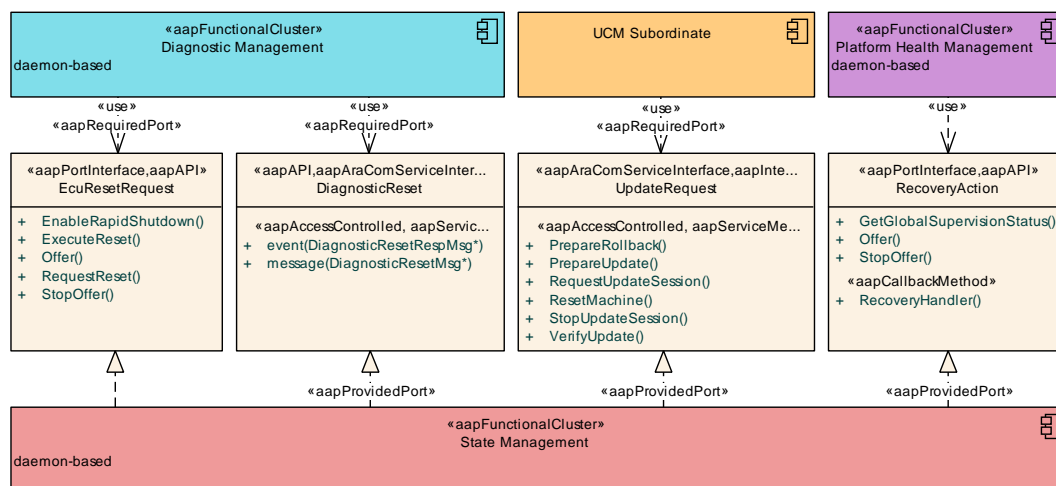 «aapFunctionalCluster»
Diagnostic Management
daemon-based
UCM Subordinate
«aapFunctionalCluster»
Platform Health Management
daemon-based
«use»
«aapRequiredPort»
«use»
«aapRequiredPort»
«use»
«aapRequiredPort»
«use»
«aapPortInterface,aapAPI»
EcuResetRequest
+ EnableRapidShutdown()
+ ExecuteReset()
+ Offer()
+ RequestReset()
+ StopOffer()
«aapAPI,aapAraComServiceInter...
DiagnosticReset
«aapAccessControlled, aapServic...
+ event(DiagnosticResetRespMsg*)
+ message(DiagnosticResetMsg*)
«aapAraComServiceInterface,aapInte...
UpdateRequest
«aapAccessControlled, aapServiceMe...
+ PrepareRollback()
+ PrepareUpdate()
+ RequestUpdateSession()
+ ResetMachine()
+ StopUpdateSession()
+ VerifyUpdate()
«aapPortInterface,aapAPI»
RecoveryAction
+ GetGlobalSupervisionStatus()
+ Offer()
+ StopOffer()
«aapCallbackMethod»
+ RecoveryHandler()
«aapProvidedPort»
«aapProvidedPort»
«aapProvidedPort»
«aapFunctionalCluster»
State Management
daemon-based